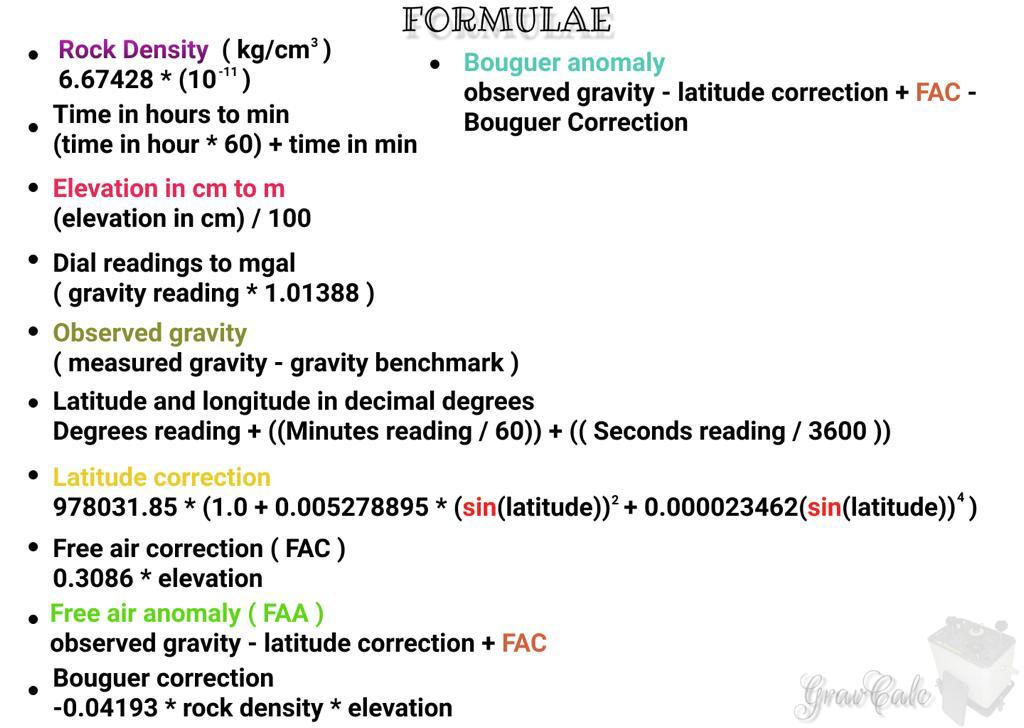 FORMULAE
• Rock Density ( kg/cm³ )
6.67428 * (10⁻¹¹)
• Time in hours to min
(time in hour * 60) + time in min
• Elevation in cm to m
(elevation in cm) / 100
• Dial readings to mgal
( gravity reading * 1.01388 )
• Observed gravity
( measured gravity - gravity benchmark )
• Latitude and longitude in decimal degrees
Degrees reading + ((Minutes reading / 60)) + (( Seconds reading / 3600 ))
• Latitude correction
978031.85 * (1.0 + 0.005278895 * (sin(latitude))² + 0.000023462(sin(latitude))⁴ )
• Free air correction ( FAC )
0.3086 * elevation
• Free air anomaly ( FAA )
observed gravity - latitude correction + FAC
• Bouguer correction
-0.04193 * rock density * elevation
• Bouguer anomaly
observed gravity - latitude correction + FAC -
Bouguer Correction
GravCalc